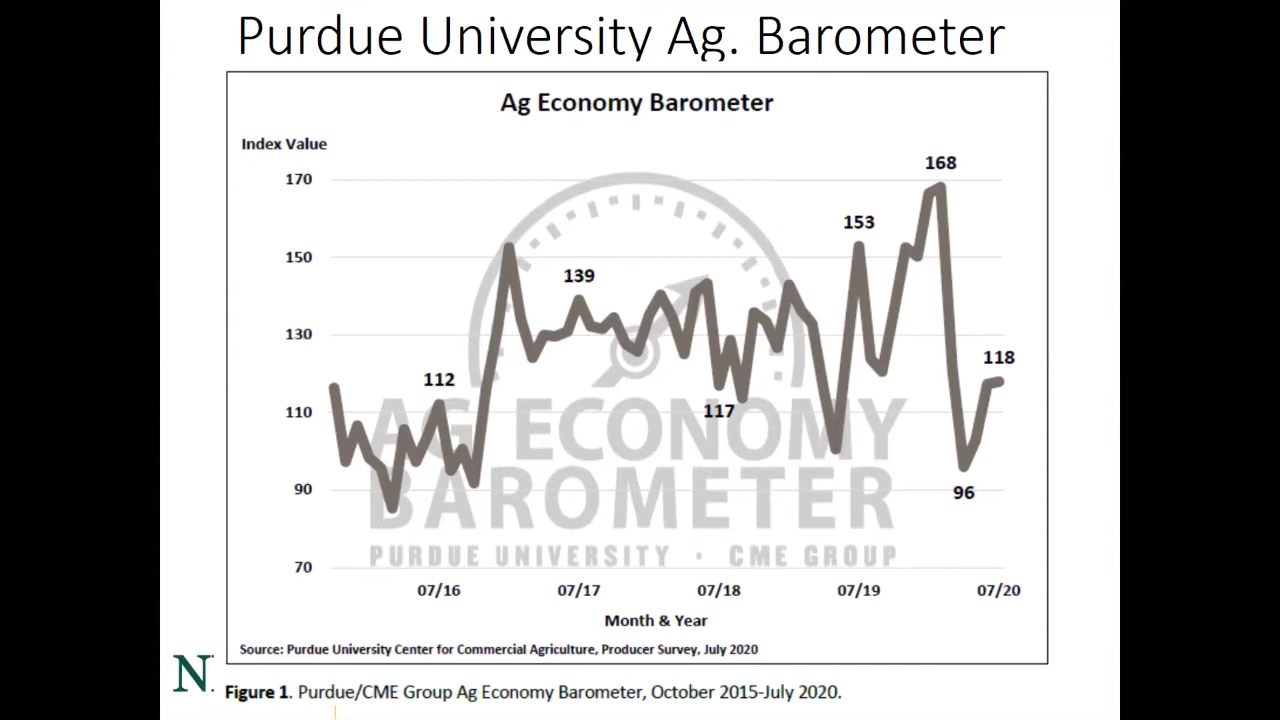 Purdue University Ag. Barometer
Ag Economy Barometer
Index Value
170
150
130
110
90
70
112
139
117
153
168
96
118
AG ECONOMY
BAROMETER
PURDUE UNIVERSITY · CME GROUP
07/16 07/17 07/18 07/19 07/20
Month & Year
Source: Purdue University Center for Commercial Agriculture, Producer Survey, July 2020
N.
Figure 1. Purdue/CME Group Ag Economy Barometer, October 2015-July 2020.